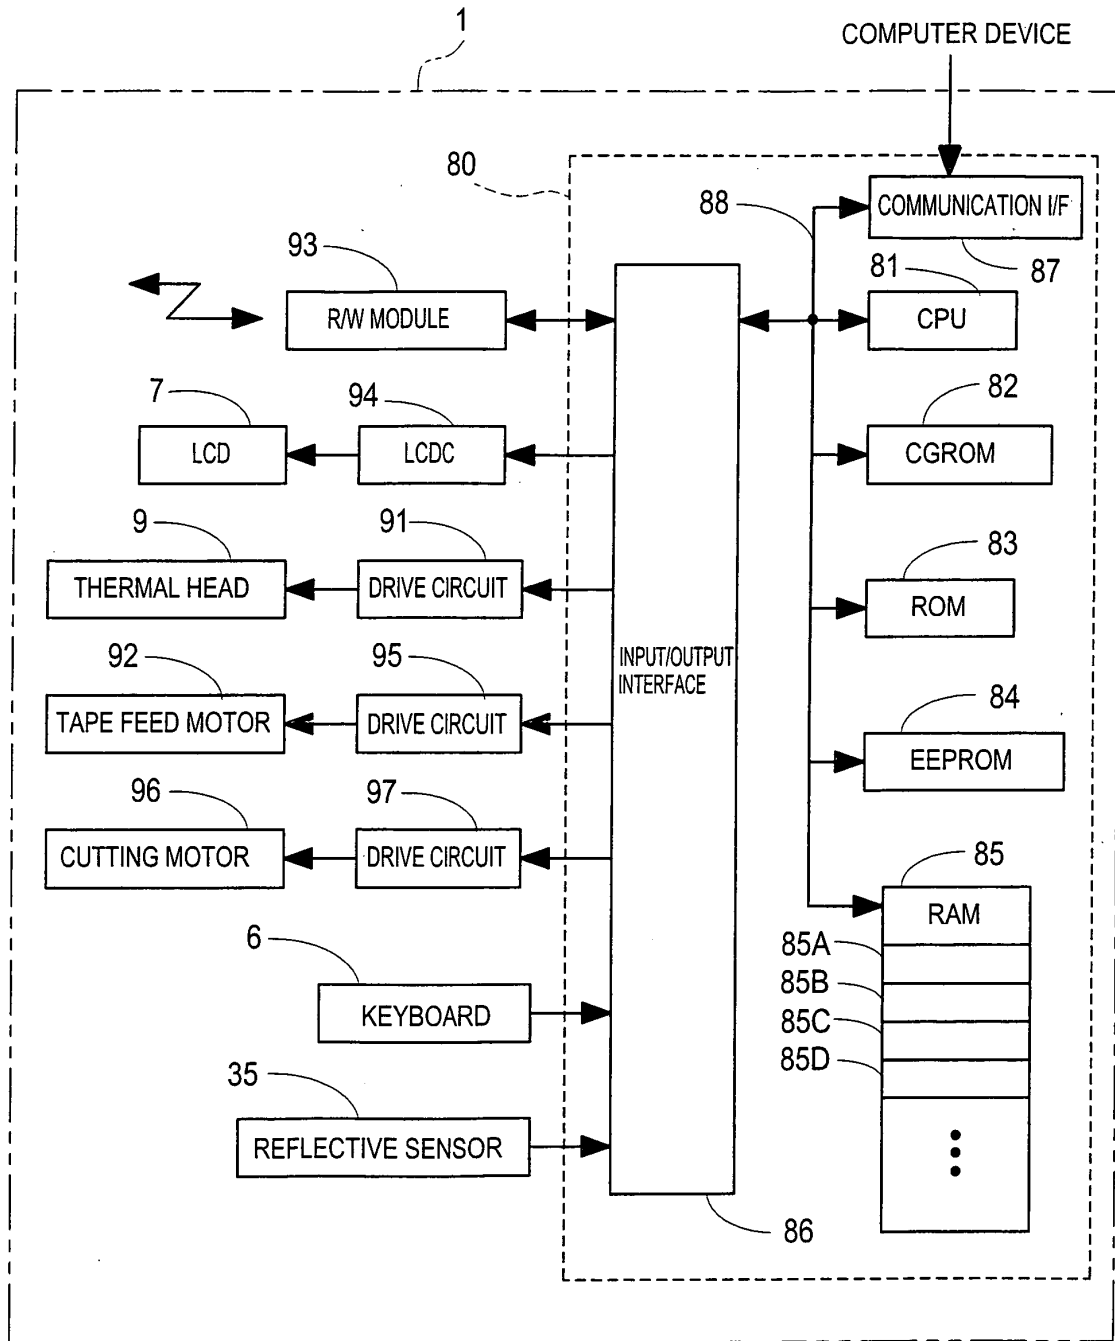 1
COMPUTER DEVICE
80
88
COMMUNICATION I/F
87
93
R/W MODULE
81
CPU
7
LCD
94
LCDC
82
CGROM
9
THERMAL HEAD
91
DRIVE CIRCUIT
83
ROM
INPUT/OUTPUT
INTERFACE
92
TAPE FEED MOTOR
95
DRIVE CIRCUIT
84
EEPROM
96
CUTTING MOTOR
97
DRIVE CIRCUIT
85
RAM
85A
85B
85C
85D
6
KEYBOARD
35
REFLECTIVE SENSOR
86